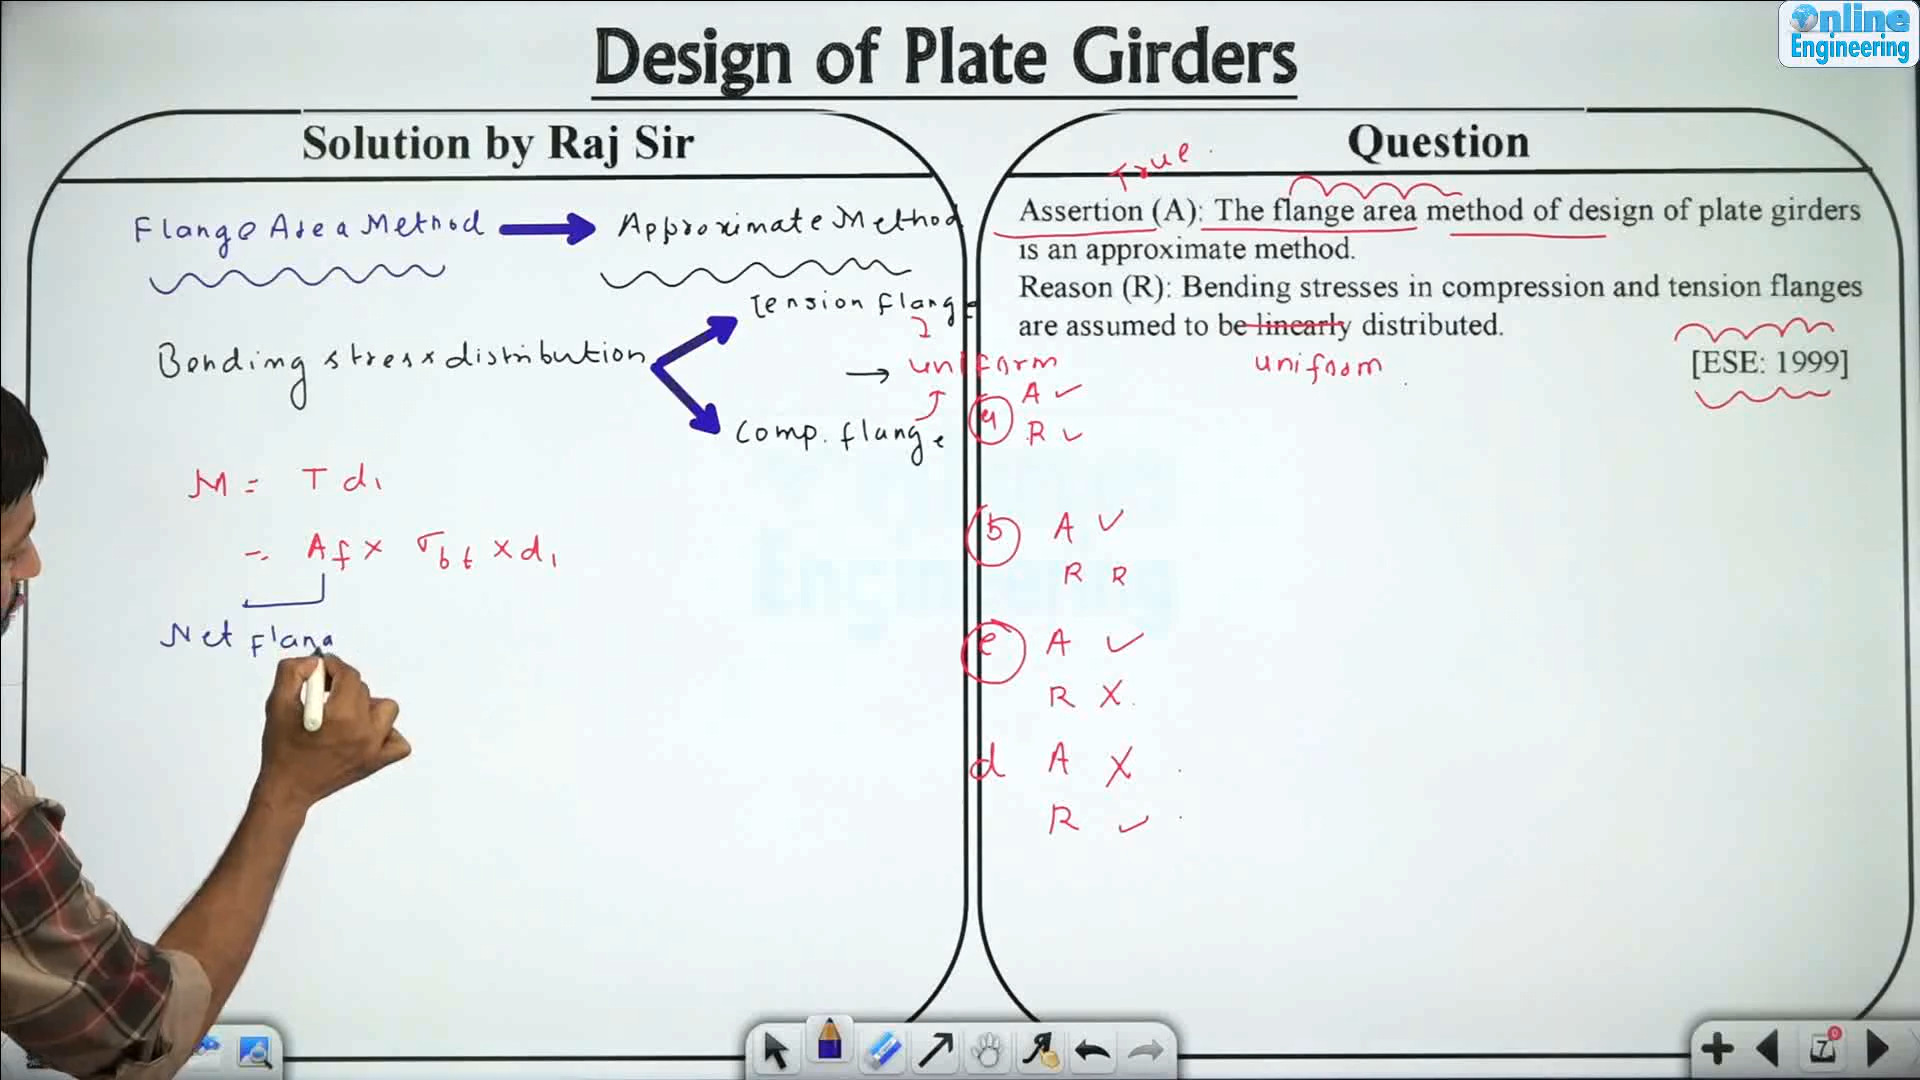 Online
Engineering
Design of Plate Girders
Solution by Raj Sir
Flange Area Method → Approximate Method
Bending stress distribution
Tension flange
→ uniform
Comp. flange
M = T d₁
= Af × σbt × d₁
Net Flang
Question
True
Assertion (A): The flange area method of design of plate girders
is an approximate method.
Reason (R): Bending stresses in compression and tension flanges
are assumed to be linearly distributed.
uniform
[ESE: 1999]
a A ✓
R ✓
b A ✓
R R
c A ✓
R X
d A X
R ✓
7
0